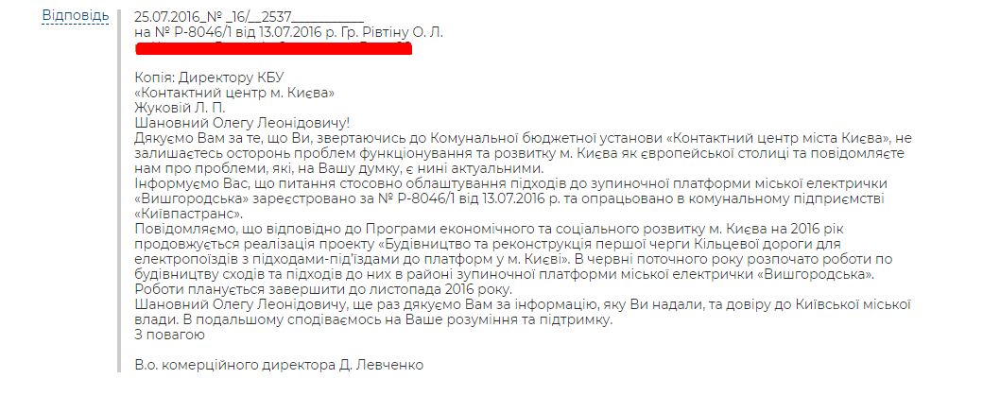 Відповідь
25.07.2016_№ _16/__2537___________
на № Р-8046/1 від 13.07.2016 р. Гр. Рівтіну О. Л.
Копія: Директору КБУ
«Контактний центр м. Києва»
Жуковій Л. П.
Шановний Олегу Леонідовичу!
Дякуємо Вам за те, що Ви, звертаючись до Комунальної бюджетної установи «Контактний центр міста Києва», не
залишаєтесь осторонь проблем функціонування та розвитку м. Києва як європейської столиці та повідомляєте
нам про проблеми, які, на Вашу думку, є нині актуальними.
Інформуємо Вас, що питання стосовно облаштування підходів до зупиночної платформи міської електрички
«Вишгородська» зареєстровано за № Р-8046/1 від 13.07.2016 р. та опрацьовано в комунальному підприємстві
«Київпастранс».
Повідомляємо, що відповідно до Програми економічного та соціального розвитку м. Києва на 2016 рік
продовжується реалізація проекту «Будівництво та реконструкція першої черги Кільцевої дороги для
електропоїздів з підходами-під'їздами до платформ у м. Києві». В червні поточного року розпочато роботи по
будівництву сходів та підходів до них в районі зупиночної платформи міської електрички «Вишгородська».
Роботи планується завершити до листопада 2016 року.
Шановний Олегу Леонідовичу, ще раз дякуємо Вам за інформацію, яку Ви надали, та довіру до Київської міської
влади. В подальшому сподіваємось на Ваше розуміння та підтримку.
З повагою
В.о. комерційного директора Д. Левченко